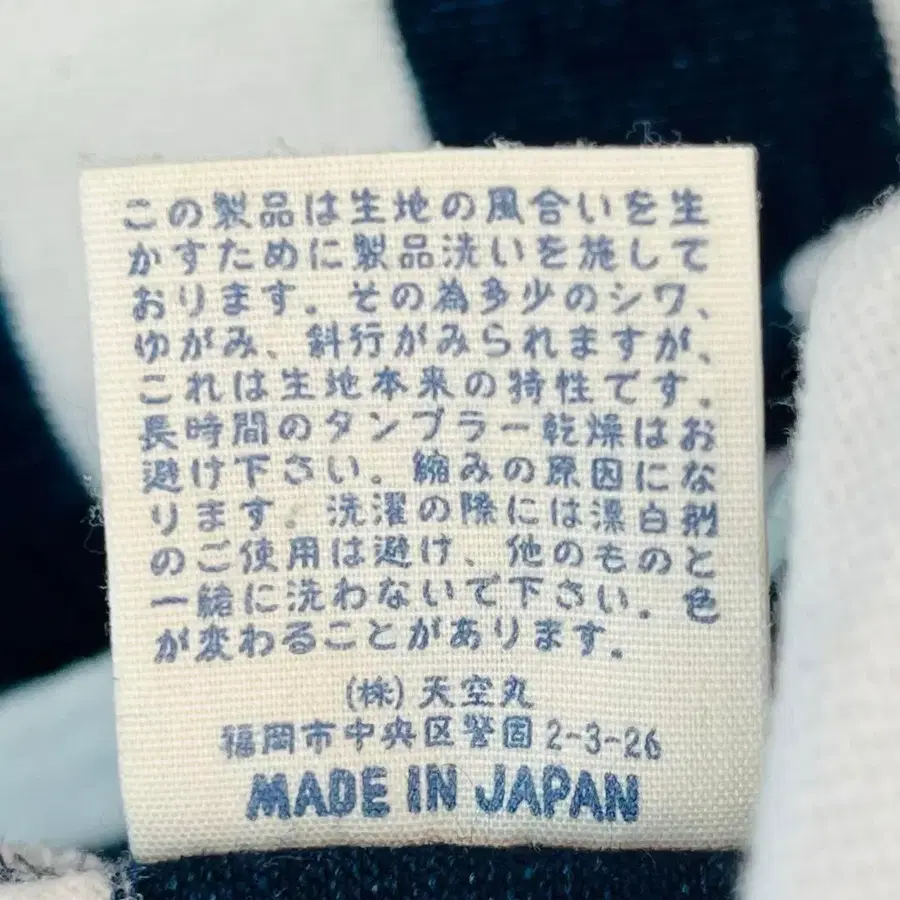 この製品は生地の風合いを生
かすために製品洗いを施して
おります。その為多少のシワ、
ゆがみ、斜行がみられますが、
これは生地本来の特性です。
長時間のタンブラー乾燥はお
避け下さい。縮みの原因にな
ります。洗濯の際には漂白剤
のご使用は避け、他のものと
一緒に洗わないで下さい。色
が変わることがあります。
(株)天空丸
福岡市中央区警固2-3-26
MADE IN JAPAN